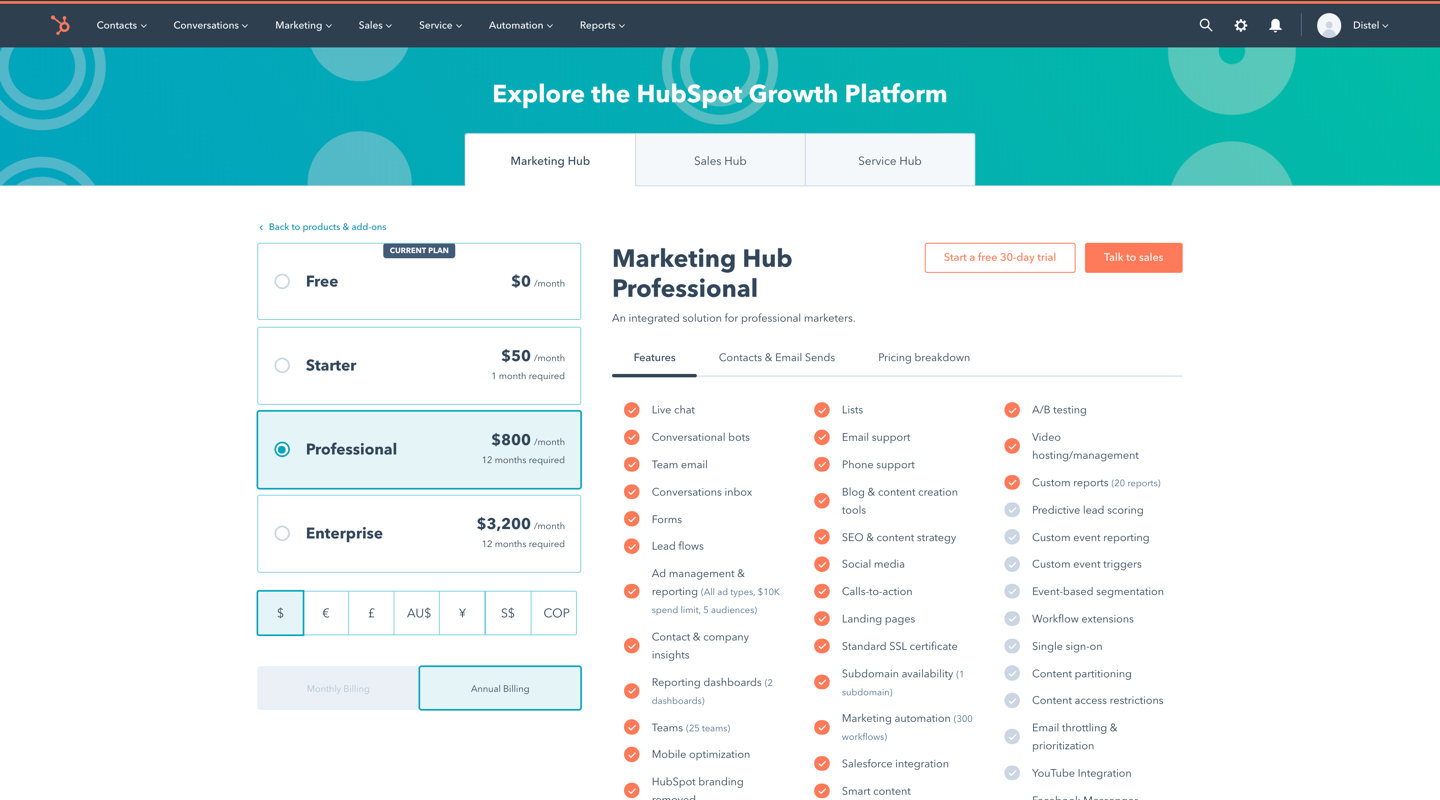 Contacts
Conversations
Marketing
Sales
Service
Automation
Reports
Distel
Explore the HubSpot Growth Platform
Marketing Hub
Sales Hub
Service Hub
Back to products & add-ons
CURRENT PLAN
Free
$0 /month
Starter
$50 /month
1 month required
Professional
$800 /month
12 months required
Enterprise
$3,200 /month
12 months required
$
€
£
AU$
¥
S$
COP
Monthly Billing
Annual Billing
Marketing Hub
Professional
Start a free 30-day trial
Talk to sales
An integrated solution for professional marketers.
Features
Contacts & Email Sends
Pricing breakdown
Live chat
Conversational bots
Team email
Conversations inbox
Forms
Lead flows
Ad management &
reporting (All ad types, $10K
spend limit, 5 audiences)
Contact & company
insights
Reporting dashboards (2
dashboards)
Teams (25 teams)
Mobile optimization
HubSpot branding
removed
Lists
Email support
Phone support
Blog & content creation
tools
SEO & content strategy
Social media
Calls-to-action
Landing pages
Standard SSL certificate
Subdomain availability (1
subdomain)
Marketing automation (300
workflows)
Salesforce integration
Smart content
A/B testing
Video
hosting/management
Custom reports (20 reports)
Predictive lead scoring
Custom event reporting
Custom event triggers
Event-based segmentation
Workflow extensions
Single sign-on
Content partitioning
Content access restrictions
Email throttling &
prioritization
YouTube Integration
Facebook Messenger